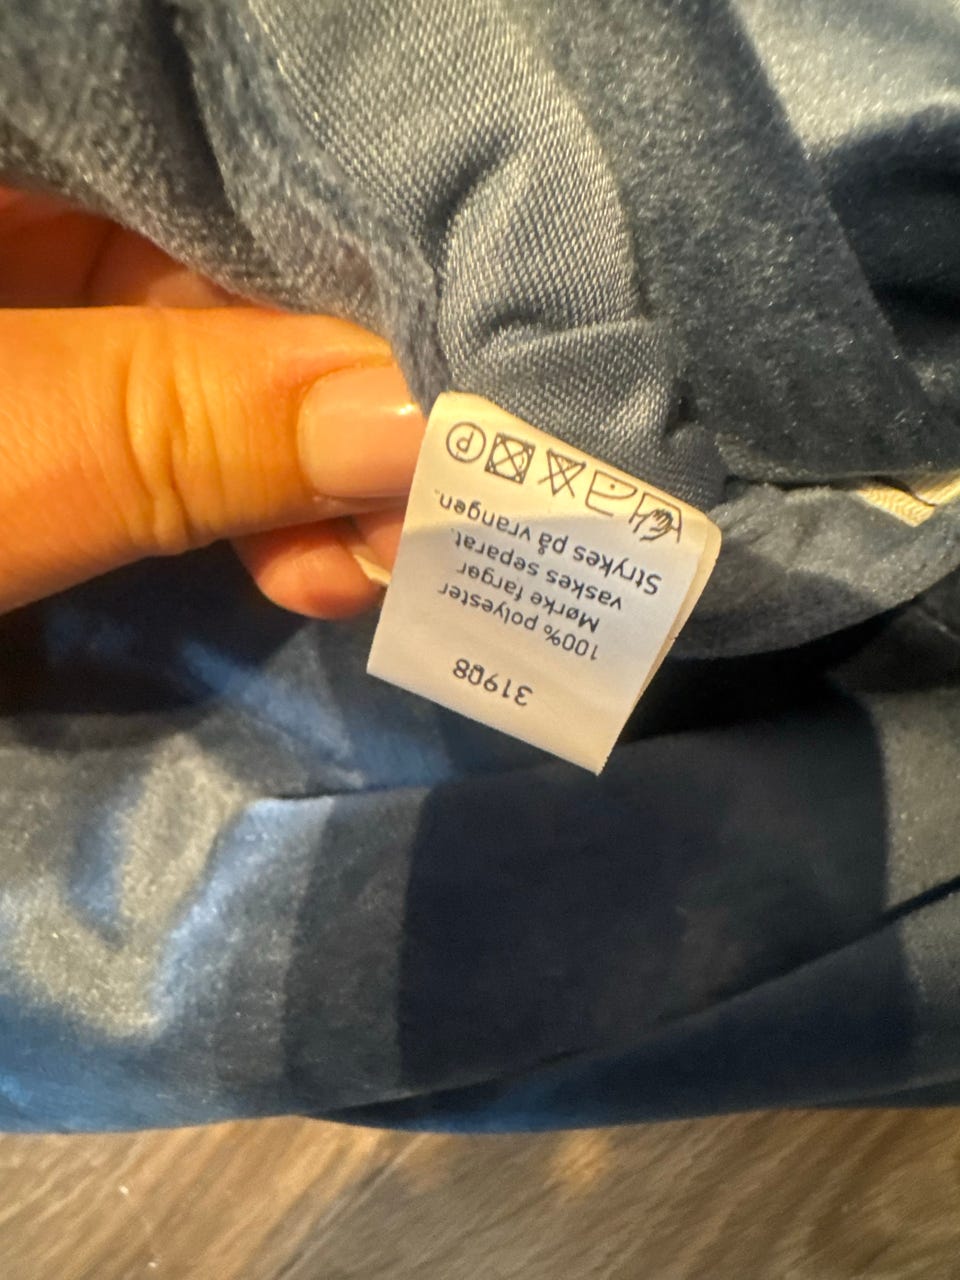 31908
100% polyester
Mørke farger
vaskes separat.
Strykes på vrangen.
P